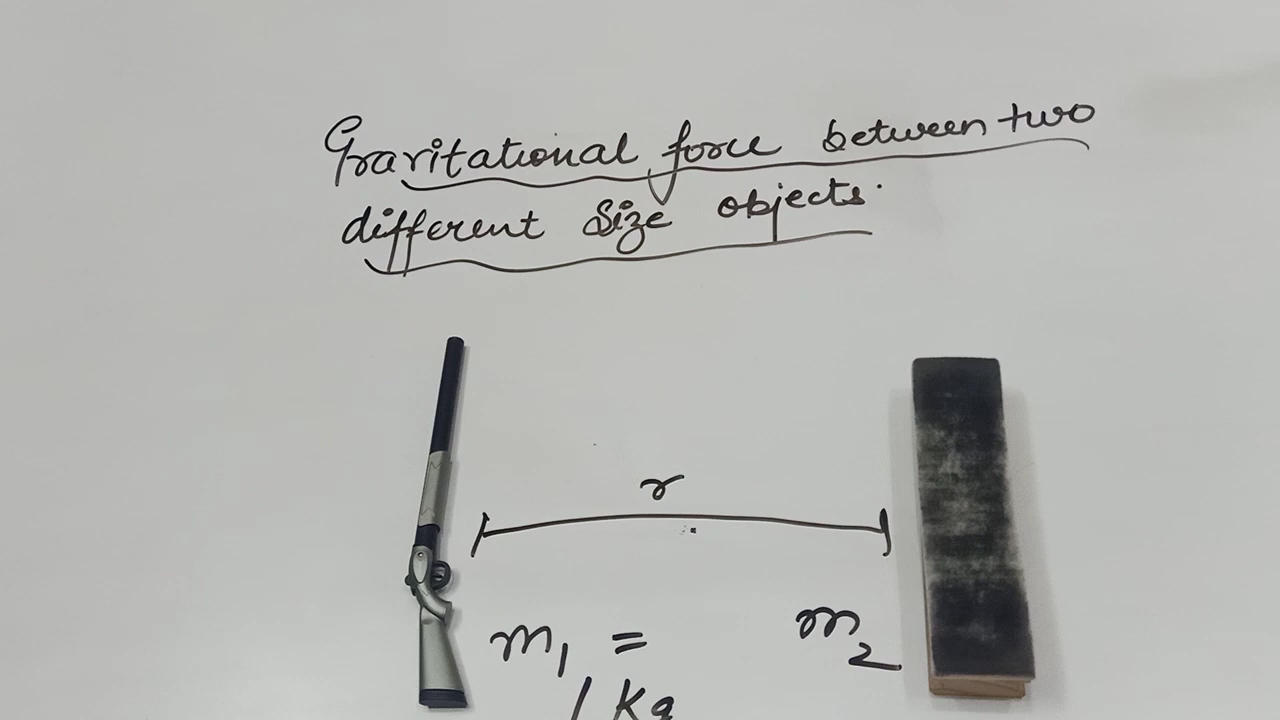 Gravitational force between two
different size objects.
r
m₁ =
1 Kg
m₂